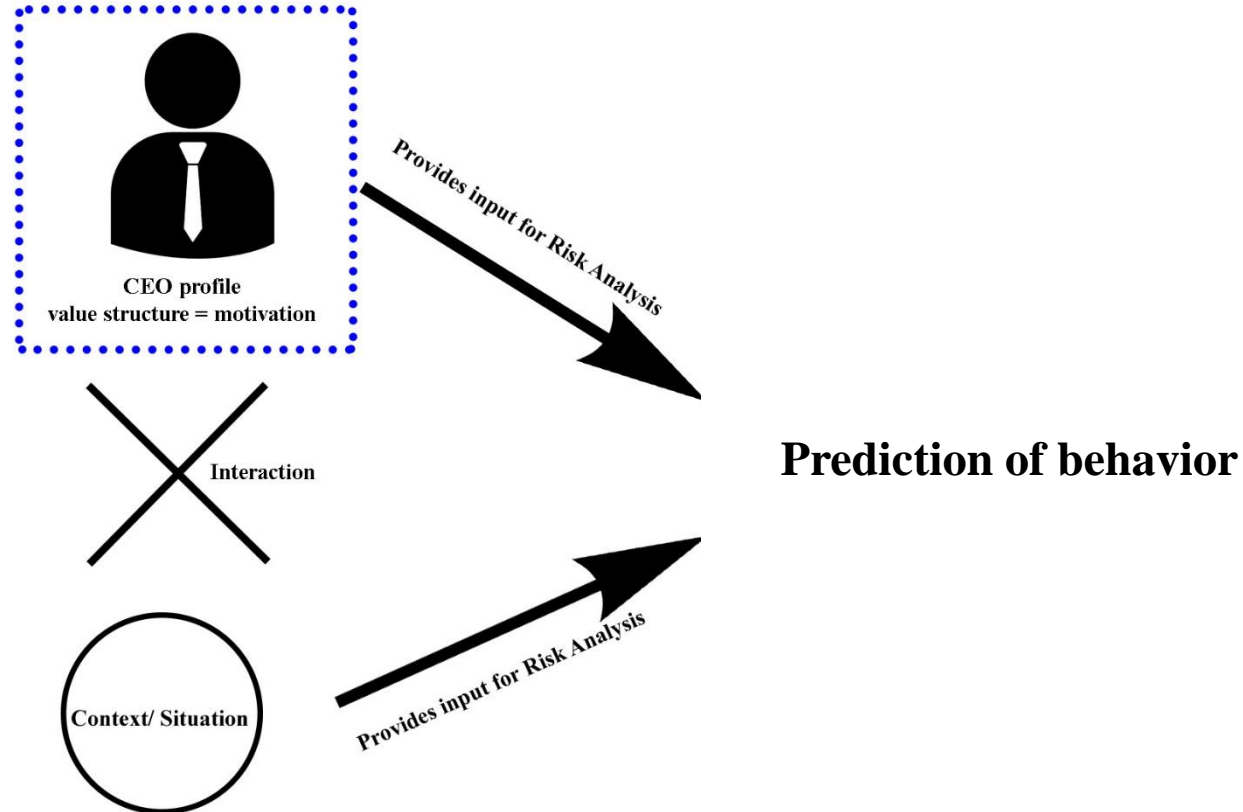 CEO profile
value structure = motivation
Provides input for Risk Analysis
Interaction
Prediction of behavior
Context/ Situation
Provides input for Risk Analysis